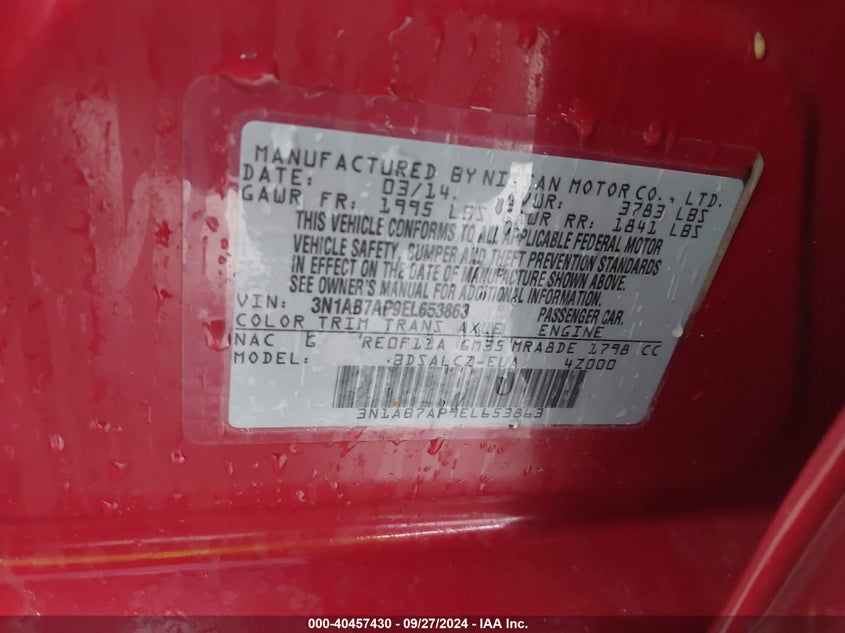 MANUFACTURED BY NISSAN MOTOR CO., LTD.
DATE: 03/14. GVWR: 3783 LBS
GAWR FR: 1995 LBS GAWR RR: 1841 LBS
THIS VEHICLE CONFORMS TO ALL APPLICABLE FEDERAL MOTOR
VEHICLE SAFETY, BUMPER AND THEFT PREVENTION STANDARDS
IN EFFECT ON THE DATE OF MANUFACTURE SHOWN ABOVE.
SEE OWNER'S MANUAL FOR ADDITIONAL INFORMATION.
VIN: 3N1AB7AP9EL653863 PASSENGER CAR.
COLOR TRIM TRANS AXLE ENGINE
NAC G RE0F11A GM35 MRA8DE 1798 CC
MODEL: 4Z000
3N1AB7AP9EL653863
000-40457430 - 09/27/2024 - IAA Inc.